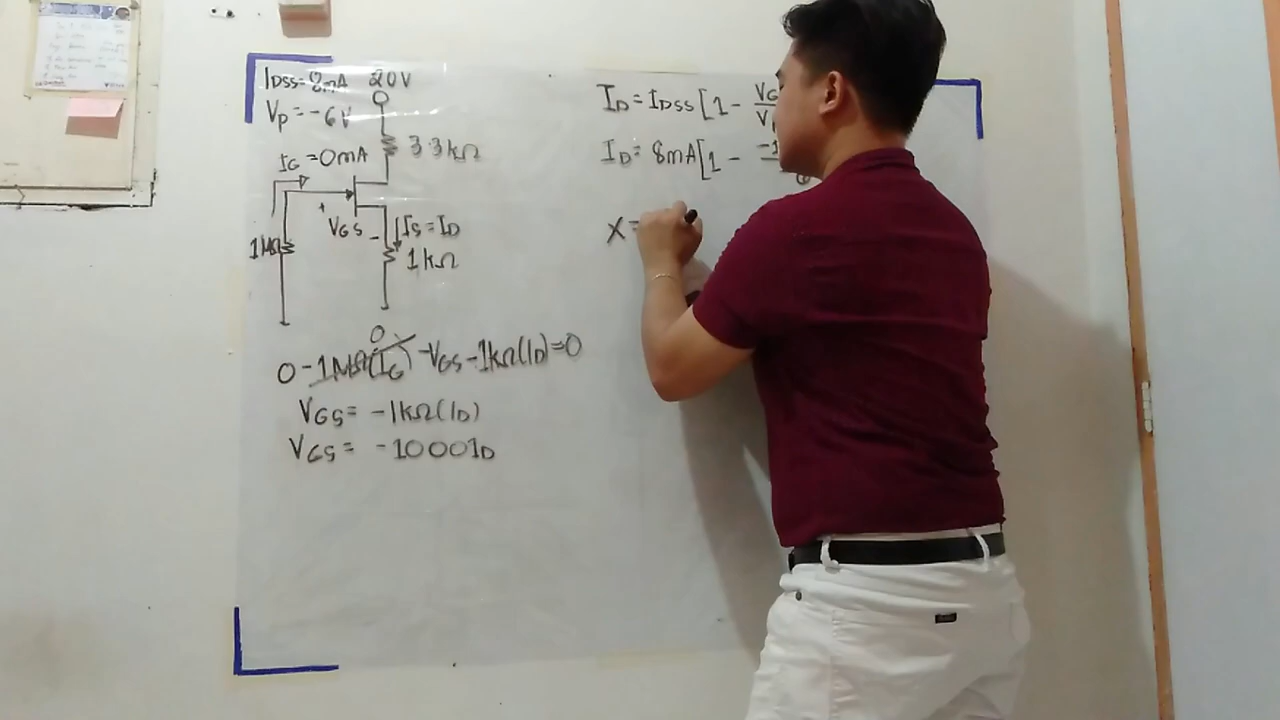 IDSS=8mA 20V
VP=-6V
IG=0mA 3.3kΩ
+ VGS - IS=ID
1MΩ 1kΩ
0
0-1MΩ(IG)-VGS-1kΩ(ID)=0
VGS= -1kΩ(ID)
VGS= -1000ID
ID=IDSS[1-
ID=8mA[1-
X=